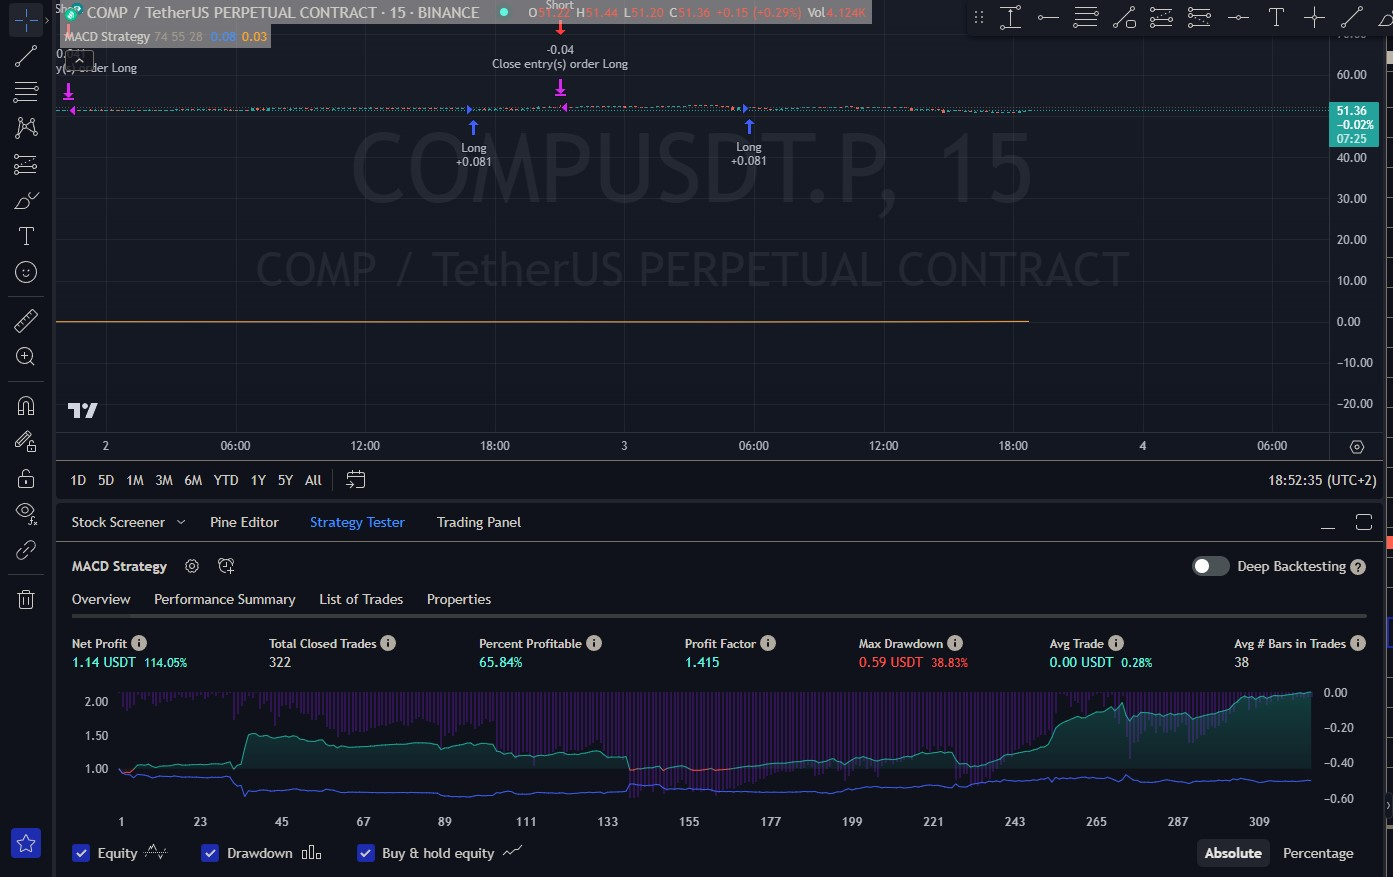 COMP / TetherUS PERPETUAL CONTRACT · 15 · BINANCE O51.22 H51.44 L51.20 C51.36 +0.15 (+0.29%) Vol4.124K
MACD Strategy 74 55 28 0.08 0.03
Short
-0.04
Close entry(s) order Long
order Long
Long
+0.081
Long
+0.081
COMPUSDT.P, 15
COMP / TetherUS PERPETUAL CONTRACT
60.00
51.36
−0.02%
07:25
40.00
30.00
20.00
10.00
0.00
−10.00
−20.00
2 06:00 12:00 18:00 3 06:00 12:00 18:00 4 06:00
1D 5D 1M 3M 6M YTD 1Y 5Y All 18:52:35 (UTC+2)
Stock Screener Pine Editor Strategy Tester Trading Panel
MACD Strategy Deep Backtesting ?
Overview Performance Summary List of Trades Properties
Net Profit Total Closed Trades Percent Profitable Profit Factor Max Drawdown Avg Trade Avg # Bars in Trades
1.14 USDT 114.05% 322 65.84% 1.415 0.59 USDT 38.83% 0.00 USDT 0.28% 38
2.00 0.00
1.50 −0.20
1.00 −0.40
−0.60
1 23 45 67 89 111 133 155 177 199 221 243 265 287 309
Equity Drawdown Buy & hold equity Absolute Percentage